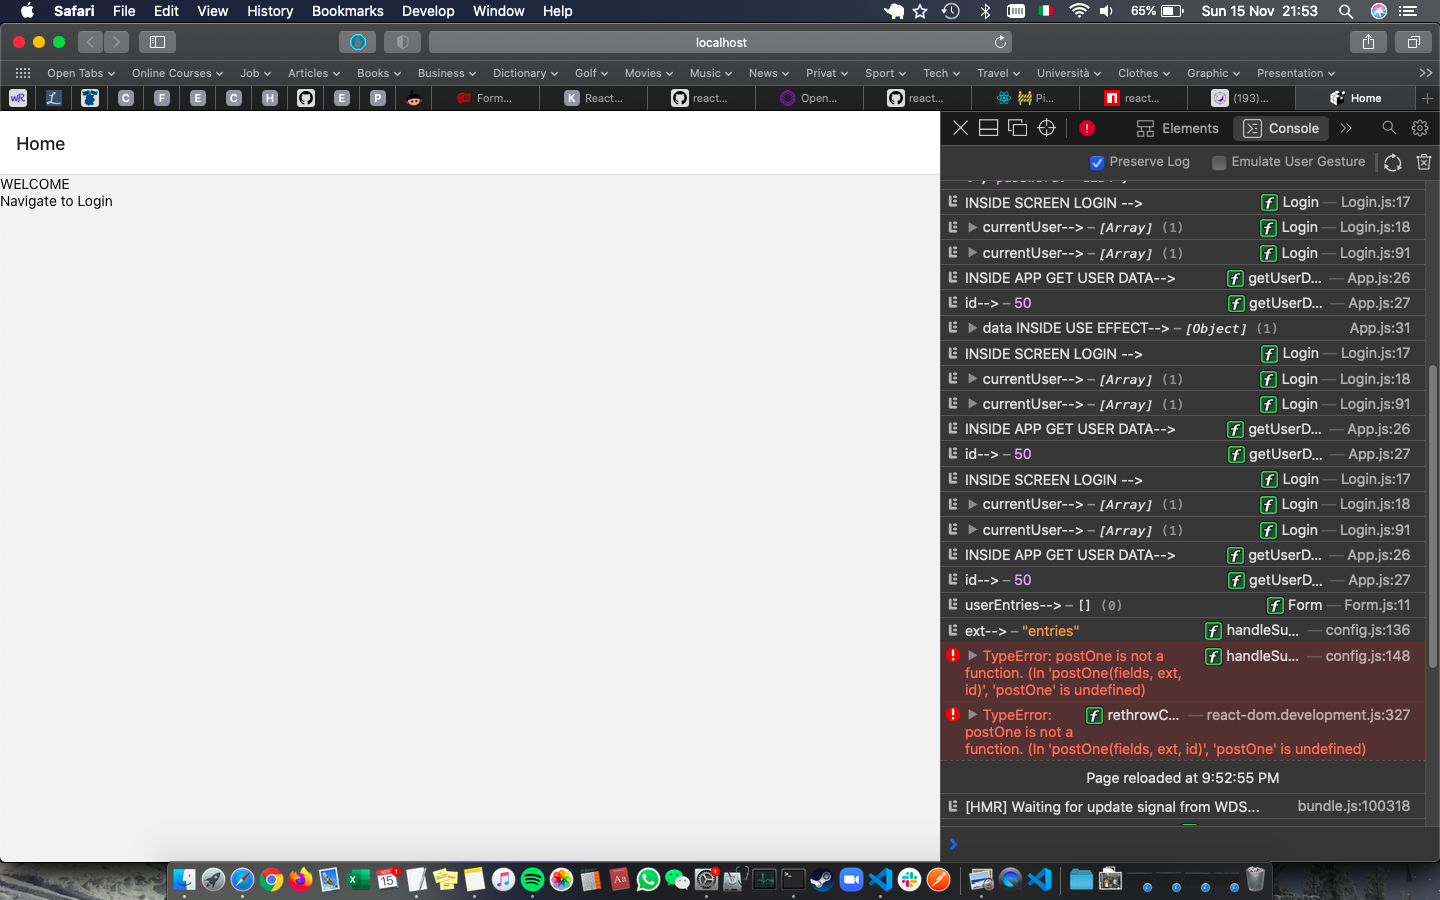 Safari File Edit View History Bookmarks Develop Window Help 65% Sun 15 Nov 21:53
localhost
Open Tabs Online Courses Job Articles Books Business Dictionary Golf Movies Music News Privat Sport Tech Travel Università Clothes Graphic Presentation
wR L C F E C H E P Form... K React... react... Open... react... Pi... react... (193)... Home
Home
WELCOME
Navigate to Login
Elements Console
Preserve Log Emulate User Gesture
INSIDE SCREEN LOGIN --> f Login — Login.js:17
currentUser--> – [Array] (1) f Login — Login.js:18
currentUser--> – [Array] (1) f Login — Login.js:91
INSIDE APP GET USER DATA--> f getUserD... — App.js:26
id--> – 50 f getUserD... — App.js:27
data INSIDE USE EFFECT--> – [Object] (1) App.js:31
INSIDE SCREEN LOGIN --> f Login — Login.js:17
currentUser--> – [Array] (1) f Login — Login.js:18
currentUser--> – [Array] (1) f Login — Login.js:91
INSIDE APP GET USER DATA--> f getUserD... — App.js:26
id--> – 50 f getUserD... — App.js:27
INSIDE SCREEN LOGIN --> f Login — Login.js:17
currentUser--> – [Array] (1) f Login — Login.js:18
currentUser--> – [Array] (1) f Login — Login.js:91
INSIDE APP GET USER DATA--> f getUserD... — App.js:26
id--> – 50 f getUserD... — App.js:27
userEntries--> – [] (0) f Form — Form.js:11
ext--> – "entries" f handleSu... — config.js:136
TypeError: postOne is not a f handleSu... — config.js:148
function. (In 'postOne(fields, ext,
id)', 'postOne' is undefined)
TypeError: f rethrowC... — react-dom.development.js:327
postOne is not a
function. (In 'postOne(fields, ext, id)', 'postOne' is undefined)
Page reloaded at 9:52:55 PM
[HMR] Waiting for update signal from WDS... bundle.js:100318
NOV 15 1 Aa 1